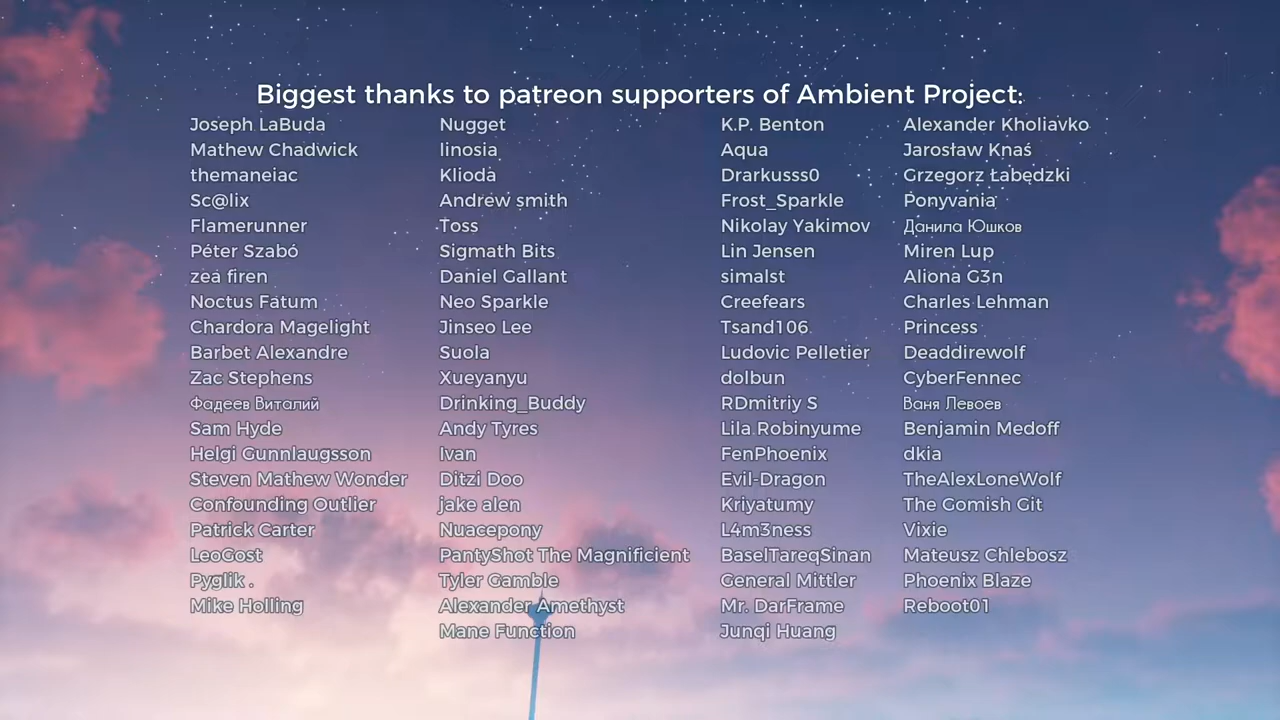 Biggest thanks to patreon supporters of Ambient Project:
Joseph LaBuda
Mathew Chadwick
themaneiac
Sc@lix
Flamerunner
Péter Szabó
zea firen
Noctus Fatum
Chardora Magelight
Barbet Alexandre
Zac Stephens
Фадеев Виталий
Sam Hyde
Helgi Gunnlaugsson
Steven Mathew Wonder
Confounding Outlier
Patrick Carter
LeoGost
Pyglik .
Mike Holling
Nugget
linosia
Klioda
Andrew smith
Toss
Sigmath Bits
Daniel Gallant
Neo Sparkle
Jinseo Lee
Suola
Xueyanyu
Drinking_Buddy
Andy Tyres
Ivan
Ditzi Doo
jake alen
Nuacepony
PantyShot The Magnificient
Tyler Gamble
Alexander Amethyst
Mane Function
K.P. Benton
Aqua
Drarkusss0
Frost_Sparkle
Nikolay Yakimov
Lin Jensen
simalst
Creefears
Tsand106
Ludovic Pelletier
dolbun
RDmitriy S
Lila Robinyume
FenPhoenix
Evil-Dragon
Kriyatumy
L4m3ness
BaselTareqSinan
General Mittler
Mr. DarFrame
Junqi Huang
Alexander Kholiavko
Jarosław Knaś
Grzegorz Łabędzki
Ponyvania
Данила Юшков
Miren Lup
Aliona G3n
Charles Lehman
Princess
Deaddirewolf
CyberFennec
Ваня Левоев
Benjamin Medoff
dkia
TheAlexLoneWolf
The Gomish Git
Vixie
Mateusz Chlebosz
Phoenix Blaze
Reboot01